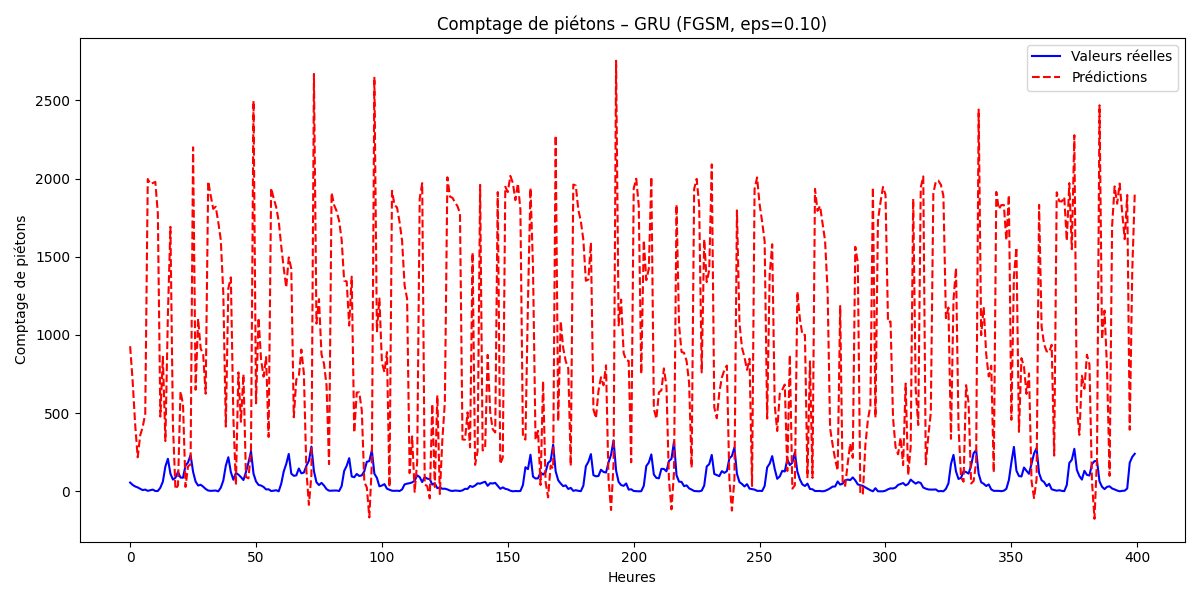 Comptage de piétons – GRU (FGSM, eps=0.10)
Valeurs réelles
Prédictions
Comptage de piétons
2500
2000
1500
1000
500
0
0 50 100 150 200 250 300 350 400
Heures